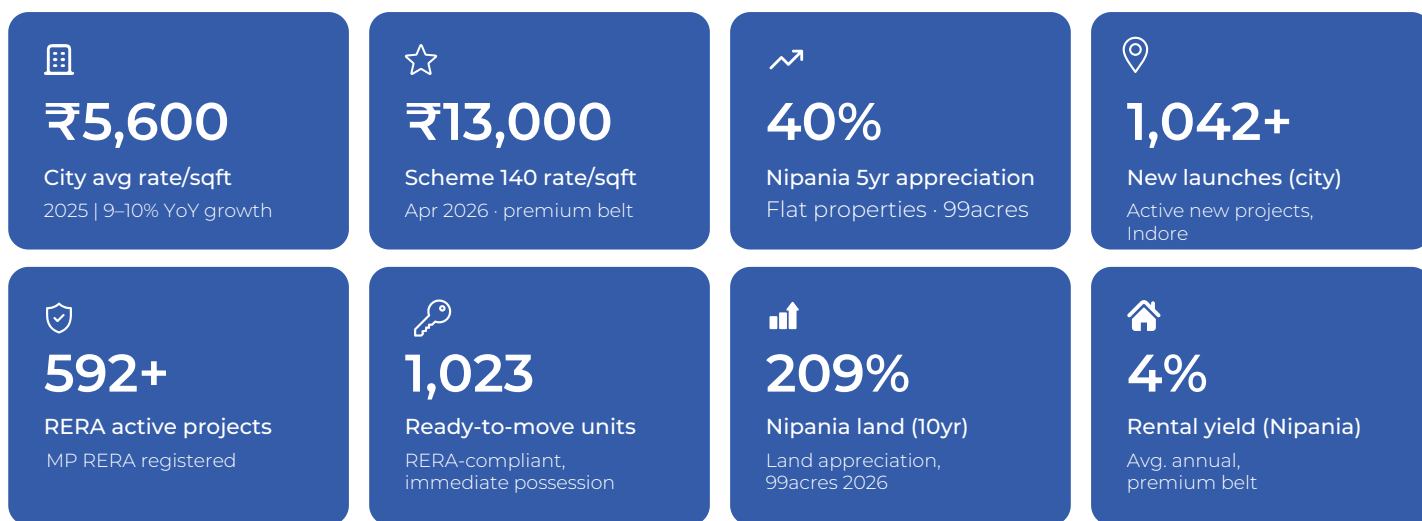 ₹5,600
City avg rate/sqft
2025 | 9–10% YoY growth
₹13,000
Scheme 140 rate/sqft
Apr 2026 · premium belt
40%
Nipania 5yr appreciation
Flat properties · 99acres
1,042+
New launches (city)
Active new projects,
Indore
592+
RERA active projects
MP RERA registered
1,023
Ready-to-move units
RERA-compliant,
immediate possession
209%
Nipania land (10yr)
Land appreciation,
99acres 2026
4%
Rental yield (Nipania)
Avg. annual,
premium belt